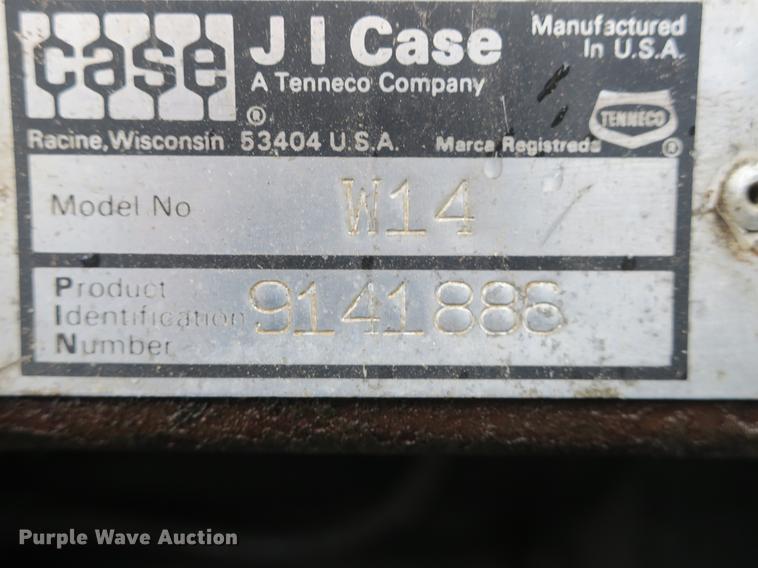 case
J I Case
A Tenneco Company
®
Manufactured
In U.S.A.
TENNECO
®
Racine, Wisconsin 53404 U.S.A.
Marca Registreda
Model No W14
Product
Identification
Number
9141886
Purple Wave Auction